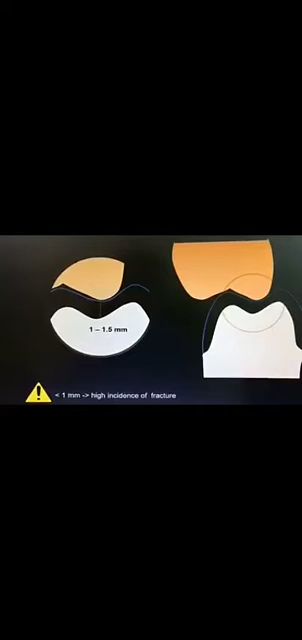 1 – 1.5 mm
< 1 mm -> high incidence of fracture